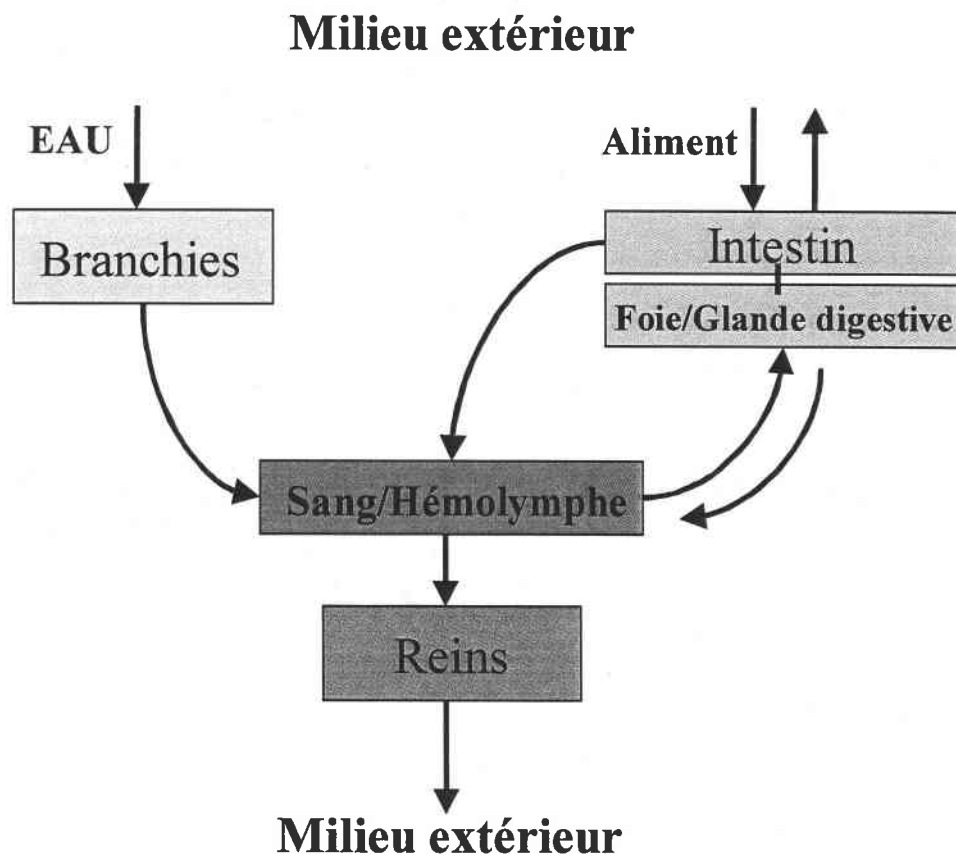 Milieu extérieur
EAU
Aliment
Branchies
Intestin
Foie/Glande digestive
Sang/Hémolymphe
Reins
Milieu extérieur